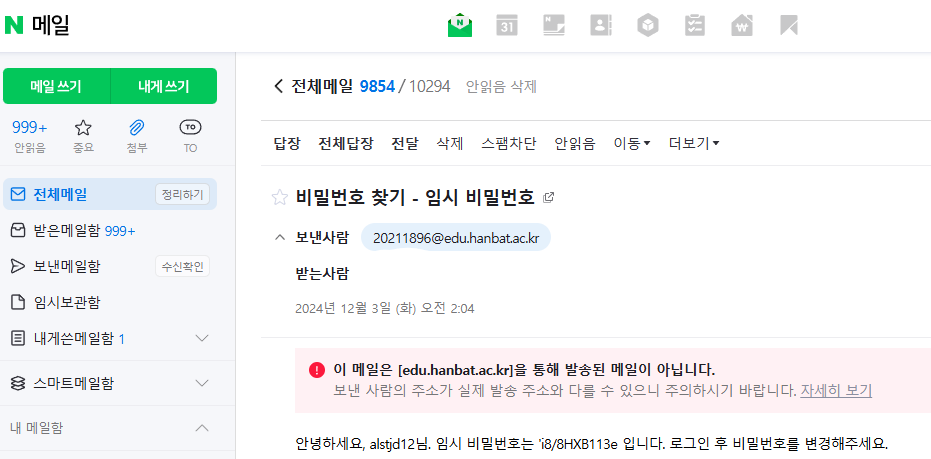 N 메일
N 31 N W
메일 쓰기 내게 쓰기
999+ TO
안읽음 중요 첨부 TO
전체메일 정리하기
받은메일함 999+
보낸메일함 수신확인
임시보관함
내게쓴메일함 1
스마트메일함
내 메일함
전체메일 9854 / 10294 안읽음 삭제
답장 전체답장 전달 삭제 스팸차단 안읽음 이동 더보기
비밀번호 찾기 - 임시 비밀번호
보낸사람 20211896@edu.hanbat.ac.kr
받는사람
2024년 12월 3일 (화) 오전 2:04
이 메일은 [edu.hanbat.ac.kr]을 통해 발송된 메일이 아닙니다.
보낸 사람의 주소가 실제 발송 주소와 다를 수 있으니 주의하시기 바랍니다. 자세히 보기
안녕하세요, alstjd12님. 임시 비밀번호는 'i8/8HXB113e 입니다. 로그인 후 비밀번호를 변경해주세요.